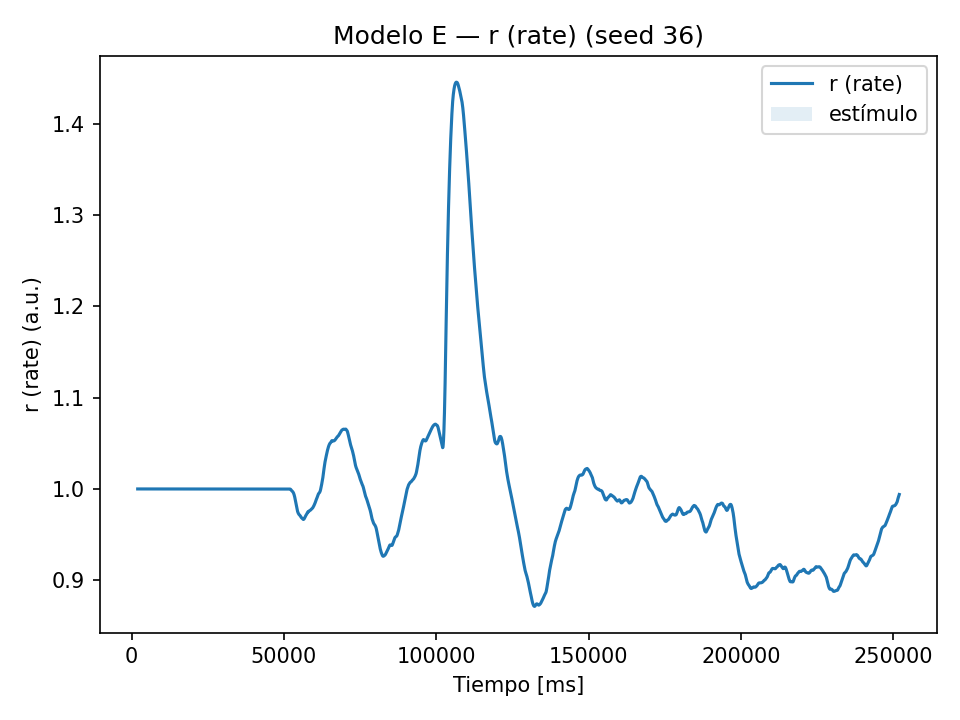 Modelo E — r (rate) (seed 36)
r (rate)
estímulo
r (rate) (a.u.)
1.4
1.3
1.2
1.1
1.0
0.9
0
50000
100000
150000
200000
250000
Tiempo [ms]